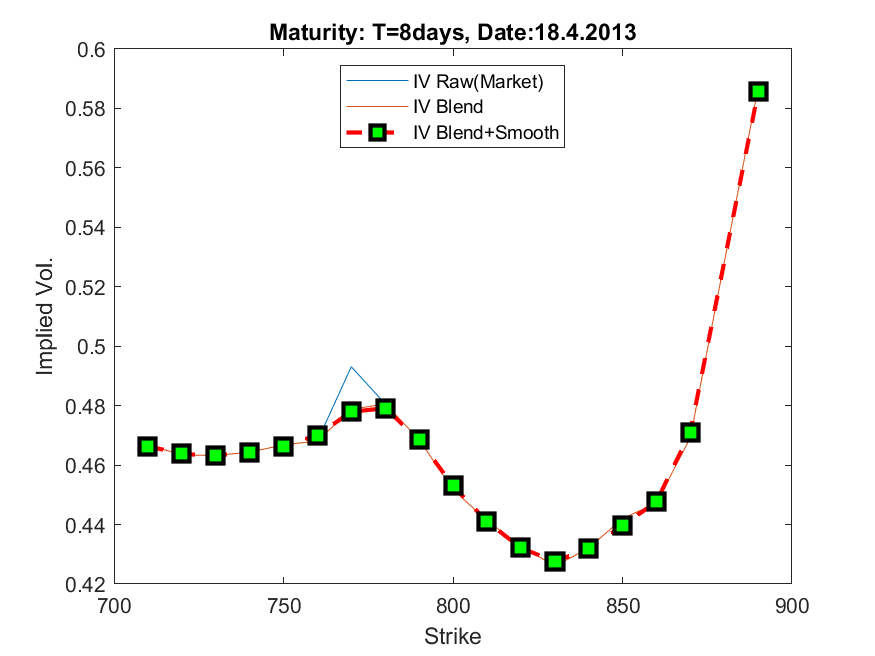 Maturity: T=8days, Date:18.4.2013
0.6
0.58
0.56
0.54
0.52
0.5
0.48
0.46
0.44
0.42
Implied Vol.
IV Raw(Market)
IV Blend
IV Blend+Smooth
700
750
800
850
900
Strike